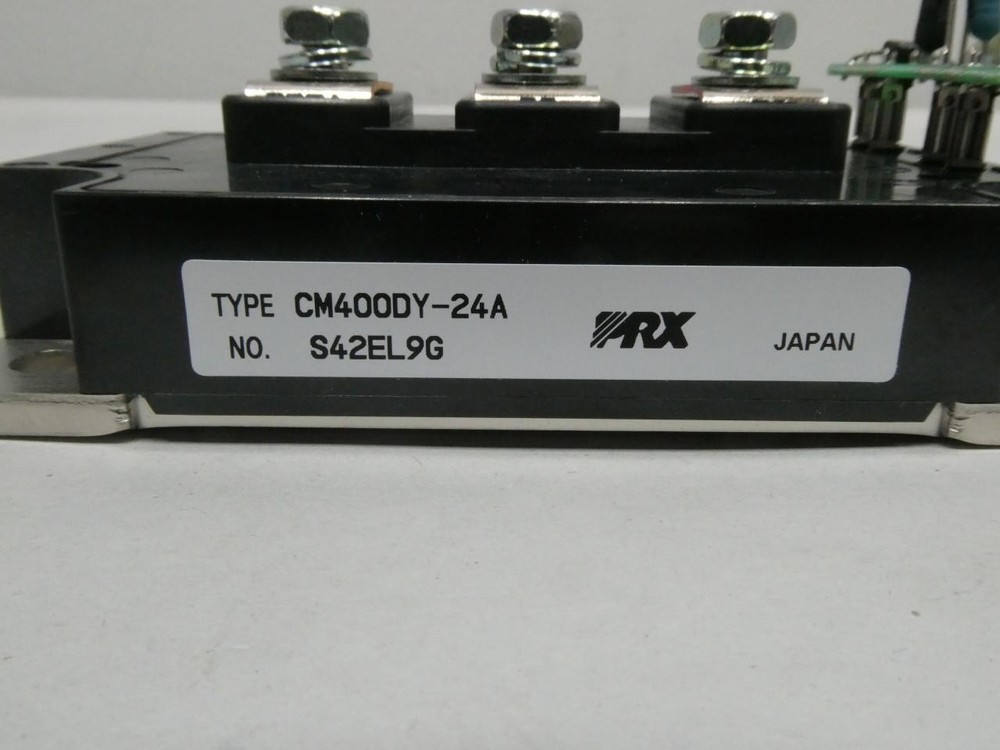 TYPE CM400DY-24A
NO. S42EL9G
PRX
JAPAN